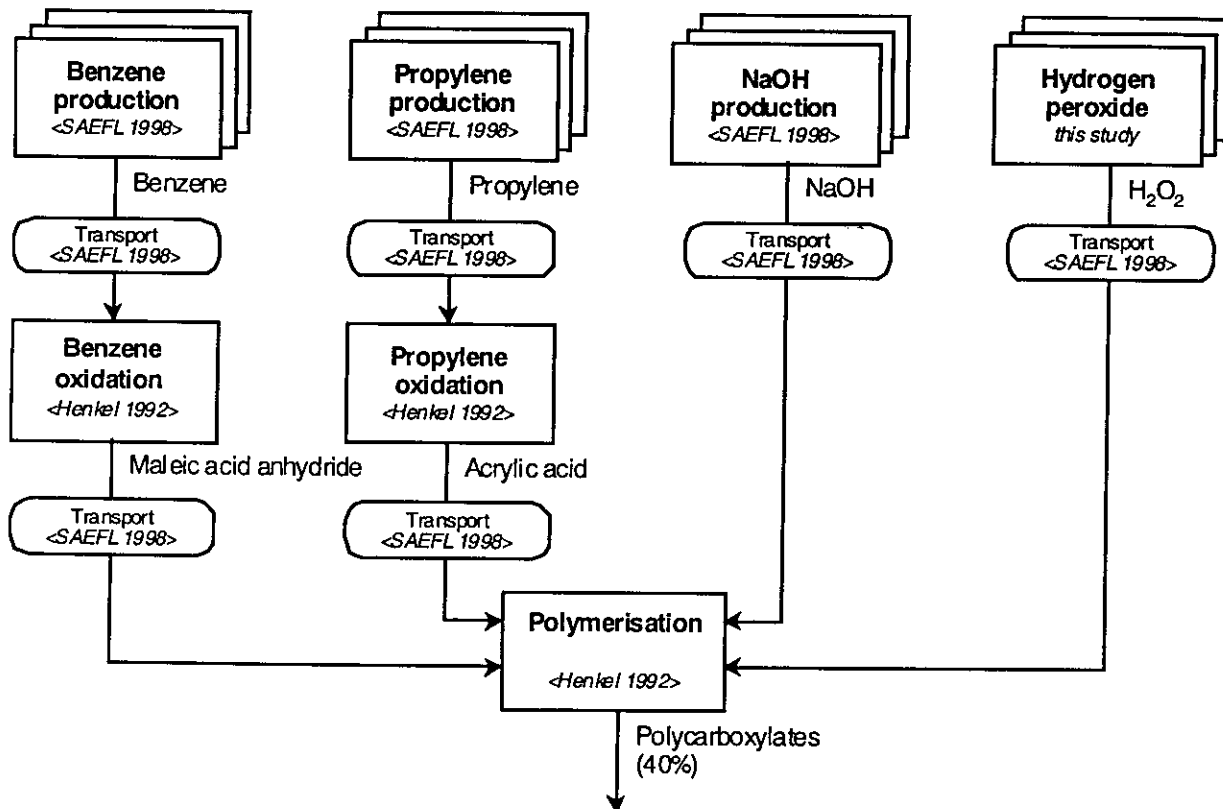 Benzene
production
<SAEFL 1998>
Propylene
production
<SAEFL 1998>
NaOH
production
<SAEFL 1998>
Hydrogen
peroxide
this study
Benzene
Propylene
NaOH
H₂O₂
Transport
<SAEFL 1998>
Transport
<SAEFL 1998>
Transport
<SAEFL 1998>
Transport
<SAEFL 1998>
Benzene
oxidation
<Henkel 1992>
Propylene
oxidation
<Henkel 1992>
Maleic acid anhydride
Acrylic acid
Transport
<SAEFL 1998>
Transport
<SAEFL 1998>
Polymerisation
<Henkel 1992>
Polycarboxylates
(40%)